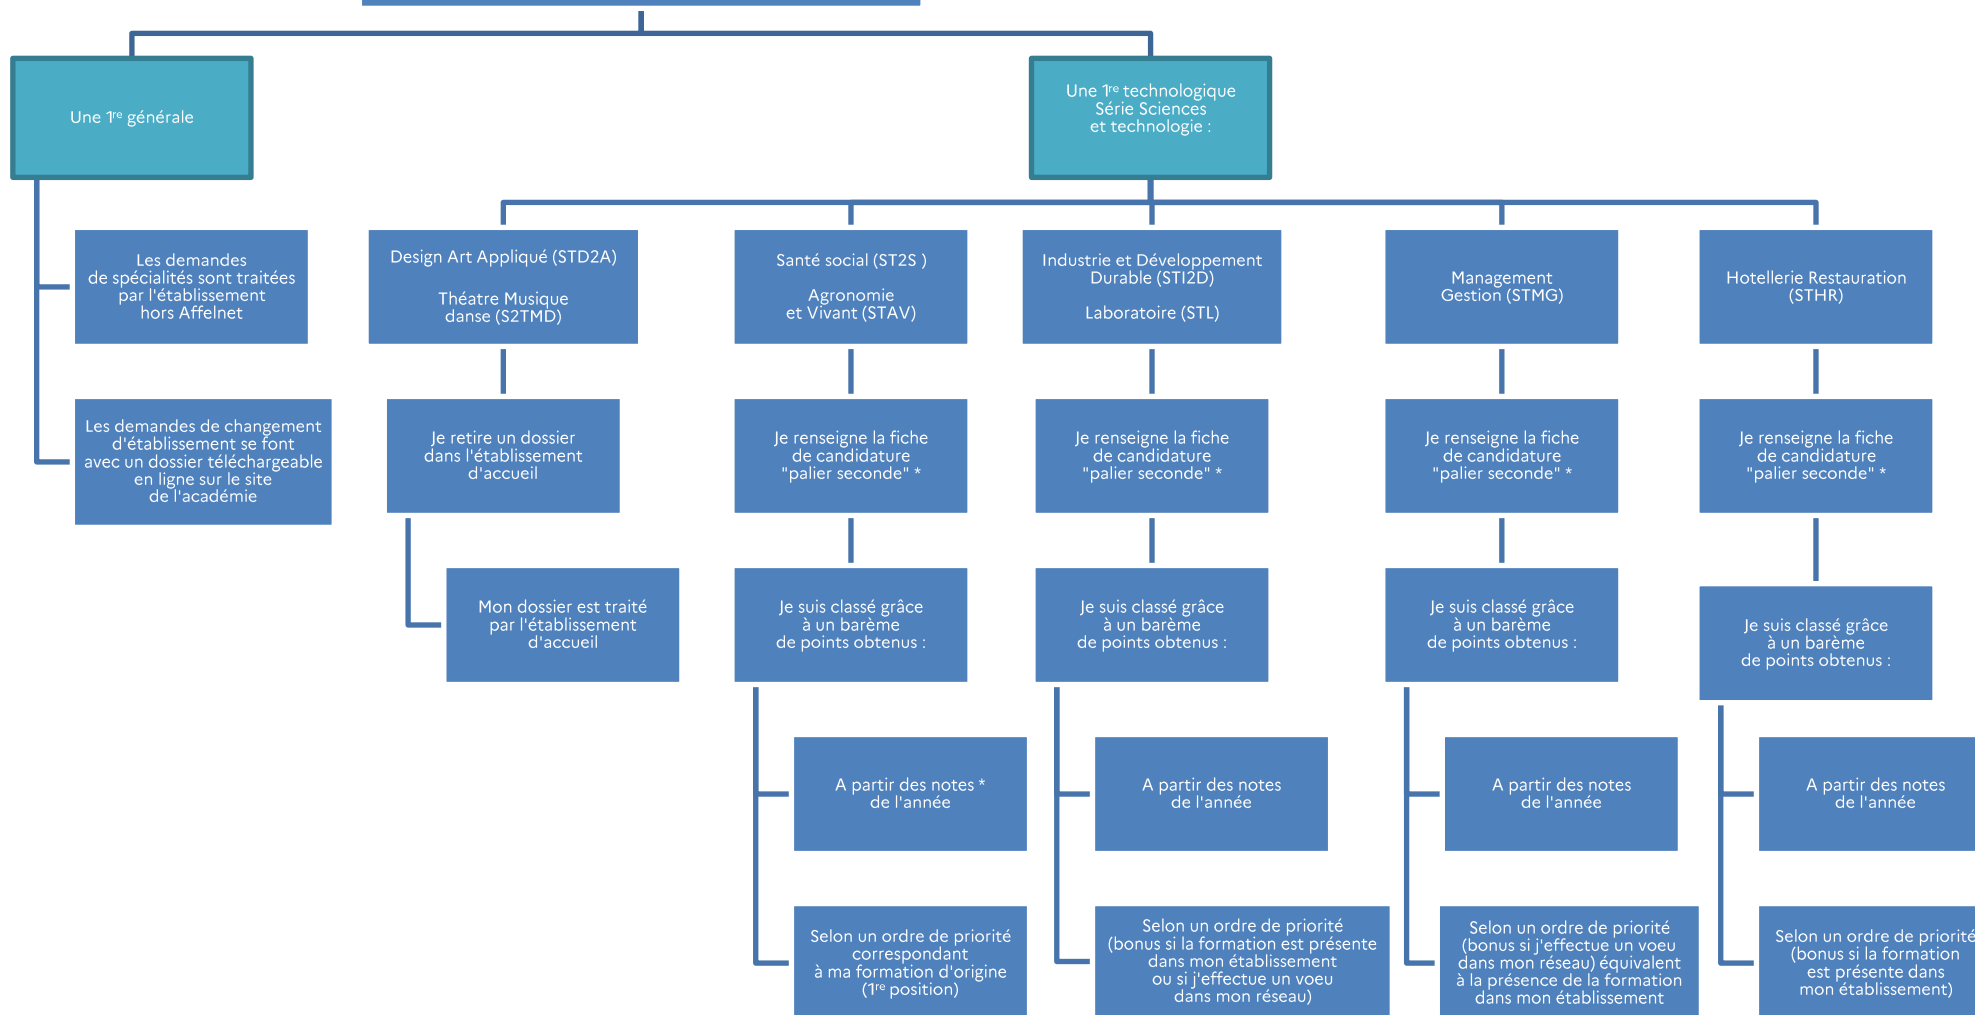 Une 1re générale
Une 1re technologique
Série Sciences
et technologie :
Les demandes
de spécialités sont traitées
par l'établissement
hors Affelnet
Les demandes de changement
d'établissement se font
avec un dossier téléchargeable
en ligne sur le site
de l'académie
Design Art Appliqué (STD2A)
Théatre Musique
danse (S2TMD)
Je retire un dossier
dans l'établissement
d'accueil
Mon dossier est traité
par l'établissement
d'accueil
Santé social (ST2S )
Agronomie
et Vivant (STAV)
Je renseigne la fiche
de candidature
"palier seconde" *
Je suis classé grâce
à un barème
de points obtenus :
A partir des notes *
de l'année
Selon un ordre de priorité
correspondant
à ma formation d'origine
(1re position)
Industrie et Développement
Durable (STI2D)
Laboratoire (STL)
Je renseigne la fiche
de candidature
"palier seconde" *
Je suis classé grâce
à un barème
de points obtenus :
A partir des notes
de l'année
Selon un ordre de priorité
(bonus si la formation est présente
dans mon établissement
ou si j'effectue un voeu
dans mon réseau)
Management
Gestion (STMG)
Je renseigne la fiche
de candidature
"palier seconde" *
Je suis classé grâce
à un barème
de points obtenus :
A partir des notes
de l'année
Selon un ordre de priorité
(bonus si j'effectue un voeu
dans mon réseau) équivalent
à la présence de la formation
dans mon établissement
Hotellerie Restauration
(STHR)
Je renseigne la fiche
de candidature
"palier seconde" *
Je suis classé grâce
à un barème
de points obtenus :
A partir des notes
de l'année
Selon un ordre de priorité
(bonus si la formation
est présente dans
mon établissement)